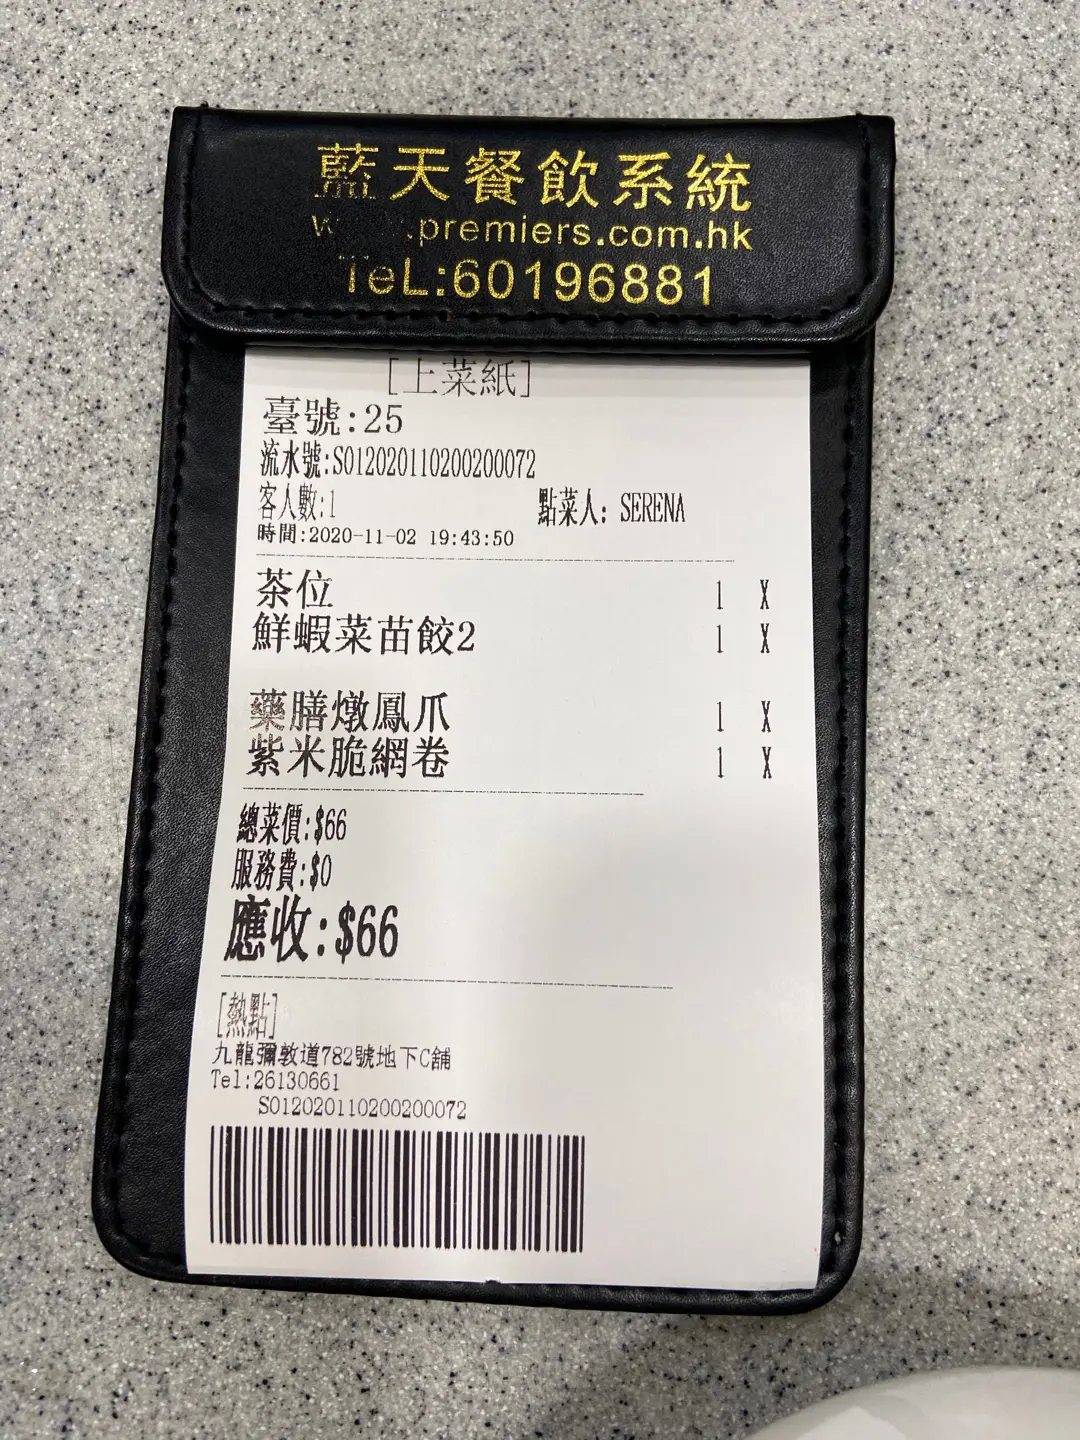 藍天餐飲系統
www.premiers.com.hk
TeL:60196881
[上菜紙]
臺號:25
流水號:S012020110200200072
客人數:1 點菜人: SERENA
時間:2020-11-02 19:43:50
茶位 1 X
鮮蝦菜苗餃2 1 X
藥膳燉鳳爪 1 X
紫米脆網卷 1 X
總菜價:$66
服務費:$0
應收:$66
[熱點]
九龍彌敦道782號地下C舖
Tel:26130661
S012020110200200072